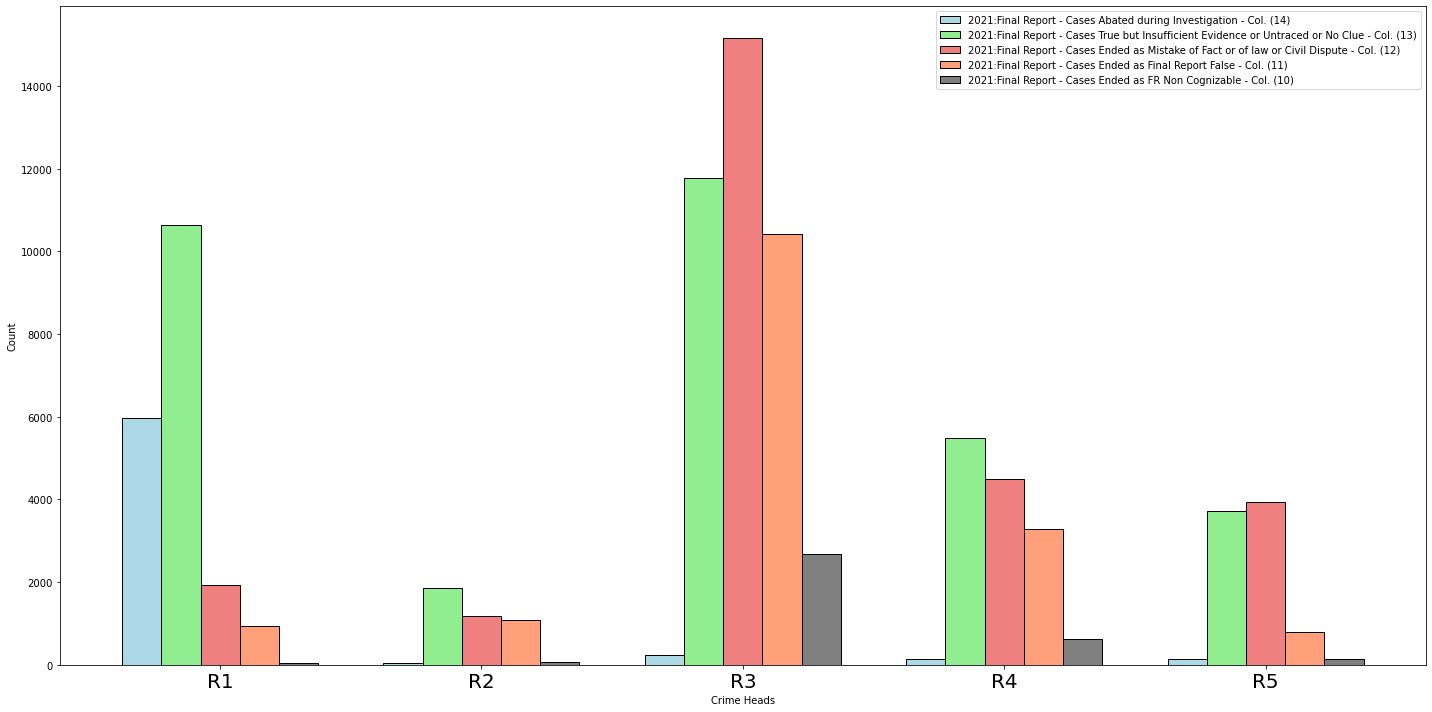 2021:Final Report - Cases Abated during Investigation - Col. (14)
2021:Final Report - Cases True but Insufficient Evidence or Untraced or No Clue - Col. (13)
2021:Final Report - Cases Ended as Mistake of Fact or of law or Civil Dispute - Col. (12)
2021:Final Report - Cases Ended as Final Report False - Col. (11)
2021:Final Report - Cases Ended as FR Non Cognizable - Col. (10)
14000
12000
10000
8000
6000
4000
2000
0
Count
R1 R2 R3 R4 R5
Crime Heads